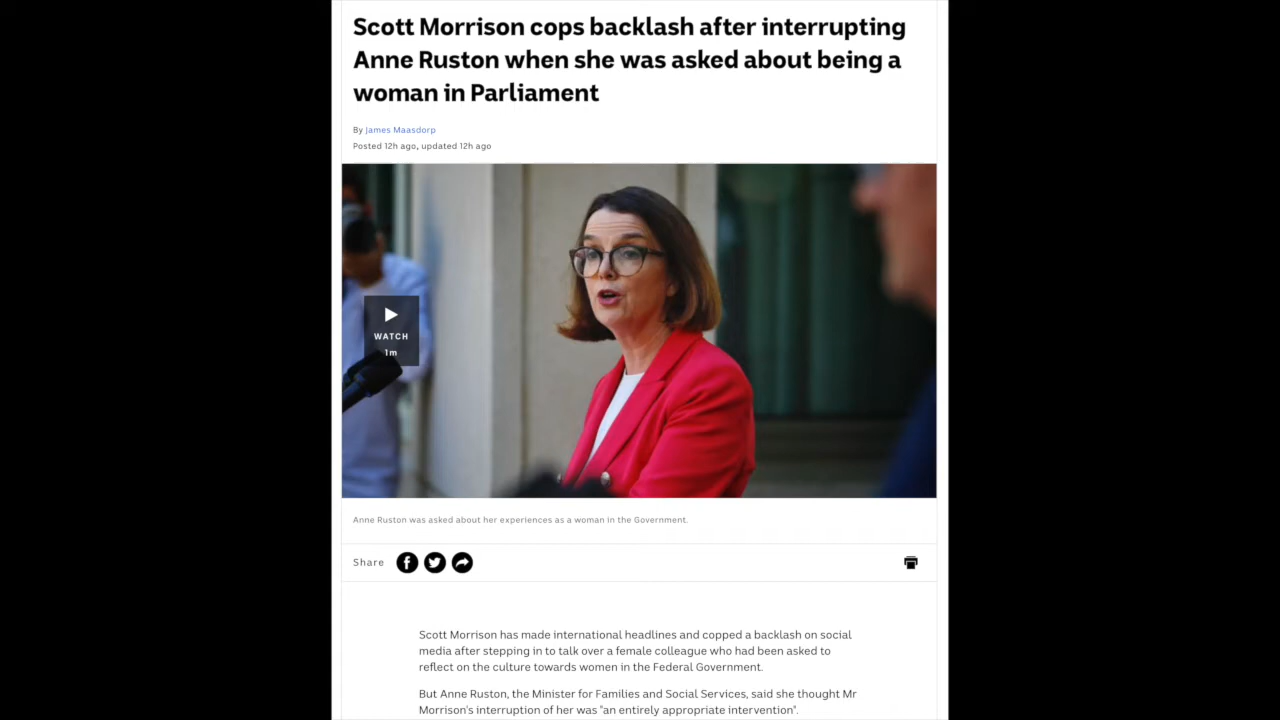 Scott Morrison cops backlash after interrupting
Anne Ruston when she was asked about being a
woman in Parliament
By James Maasdorp
Posted 12h ago, updated 12h ago
WATCH
1m
Anne Ruston was asked about her experiences as a woman in the Government.
Share
Scott Morrison has made international headlines and copped a backlash on social
media after stepping in to talk over a female colleague who had been asked to
reflect on the culture towards women in the Federal Government.
But Anne Ruston, the Minister for Families and Social Services, said she thought Mr
Morrison's interruption of her was "an entirely appropriate intervention".